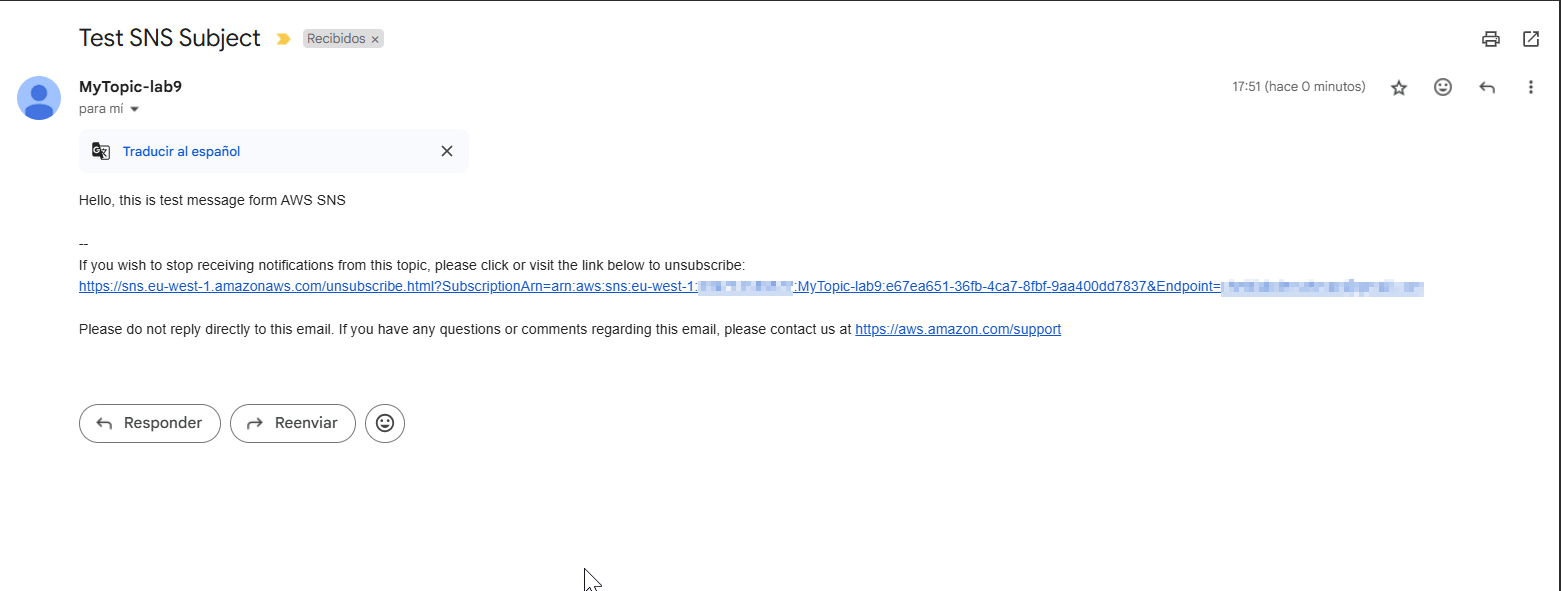 Test SNS Subject Recibidos ×
MyTopic-lab9 17:51 (hace 0 minutos)
para mí
Traducir al español
Hello, this is test message form AWS SNS
--
If you wish to stop receiving notifications from this topic, please click or visit the link below to unsubscribe:
https://sns.eu-west-1.amazonaws.com/unsubscribe.html?SubscriptionArn=arn:aws:sns:eu-west-1: :MyTopic-lab9:e67ea651-36fb-4ca7-8fbf-9aa400dd7837&Endpoint=
Please do not reply directly to this email. If you have any questions or comments regarding this email, please contact us at https://aws.amazon.com/support
Responder Reenviar